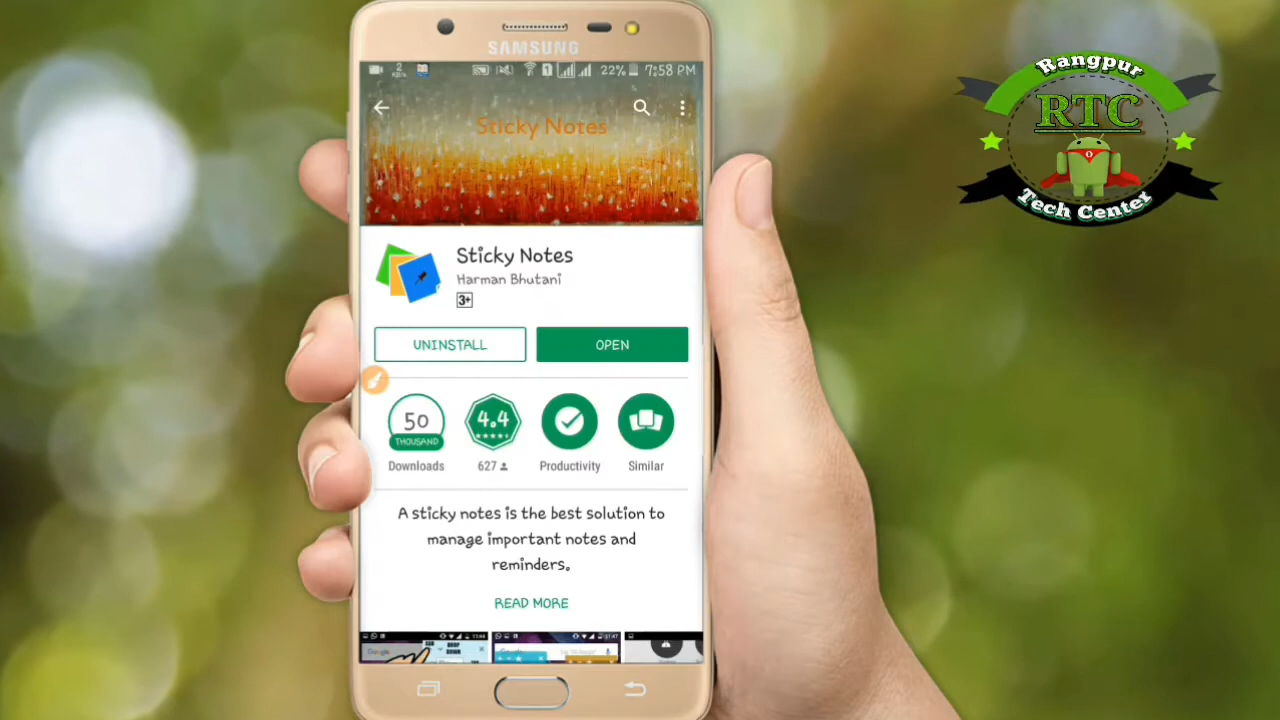 SAMSUNG
2
KB/s
22% 7:58 PM
Sticky Notes
Sticky Notes
Harman Bhutani
3+
UNINSTALL
OPEN
50
THOUSAND
4.4
Downloads
627
Productivity
Similar
A sticky notes is the best solution to
manage important notes and
reminders.
READ MORE
Rangpur
RTC
Tech Center